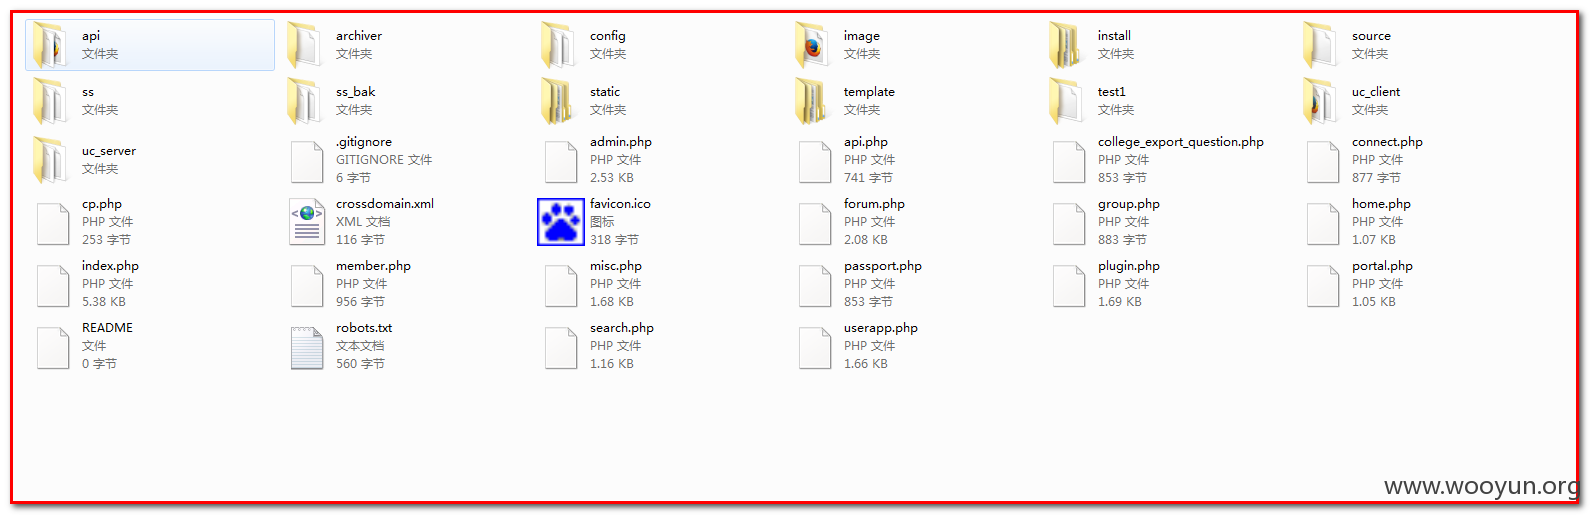 api
文件夹
archiver
文件夹
config
文件夹
image
文件夹
install
文件夹
source
文件夹
ss
文件夹
ss_bak
文件夹
static
文件夹
template
文件夹
test1
文件夹
uc_client
文件夹
uc_server
文件夹
.gitignore
GITIGNORE 文件
6 字节
admin.php
PHP 文件
2.53 KB
api.php
PHP 文件
741 字节
college_export_question.php
PHP 文件
853 字节
connect.php
PHP 文件
877 字节
cp.php
PHP 文件
253 字节
crossdomain.xml
XML 文档
116 字节
favicon.ico
图标
318 字节
forum.php
PHP 文件
2.08 KB
group.php
PHP 文件
883 字节
home.php
PHP 文件
1.07 KB
index.php
PHP 文件
5.38 KB
member.php
PHP 文件
956 字节
misc.php
PHP 文件
1.68 KB
passport.php
PHP 文件
853 字节
plugin.php
PHP 文件
1.69 KB
portal.php
PHP 文件
1.05 KB
README
文件
0 字节
robots.txt
文本文档
560 字节
search.php
PHP 文件
1.16 KB
userapp.php
PHP 文件
1.66 KB
www.wooyun.org